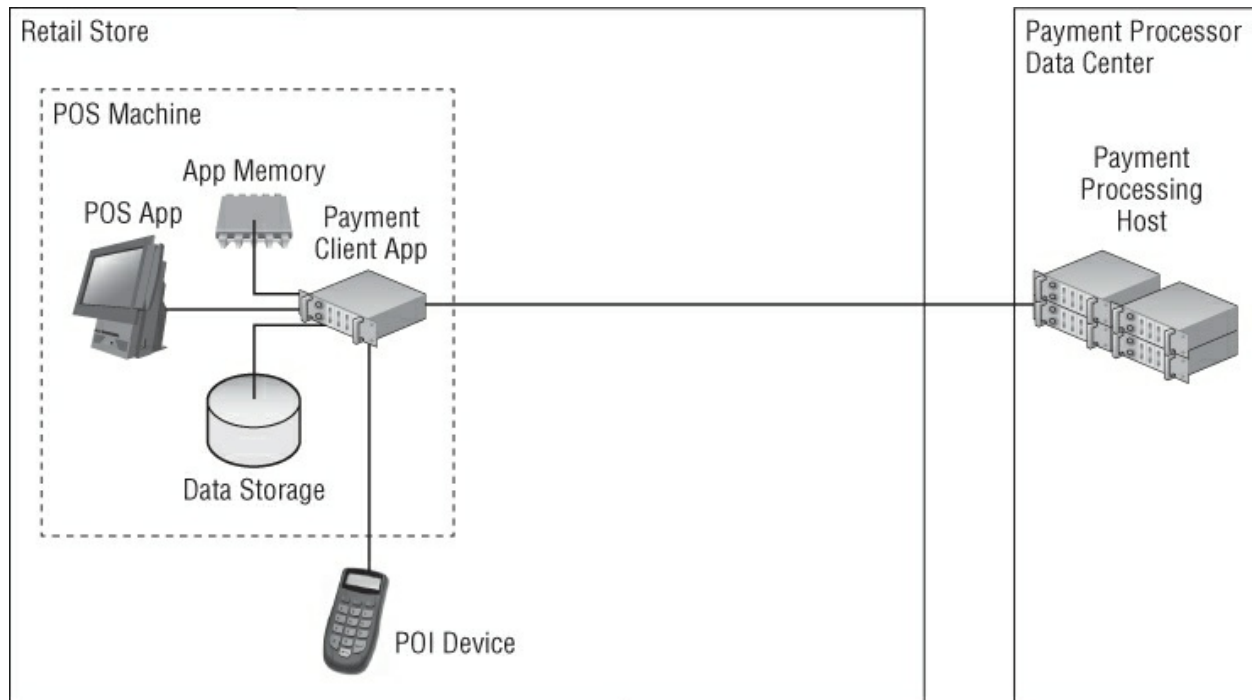 Retail Store
POS Machine
App Memory
POS App
Payment
Client App
Data Storage
POI Device
Payment Processor
Data Center
Payment
Processing
Host